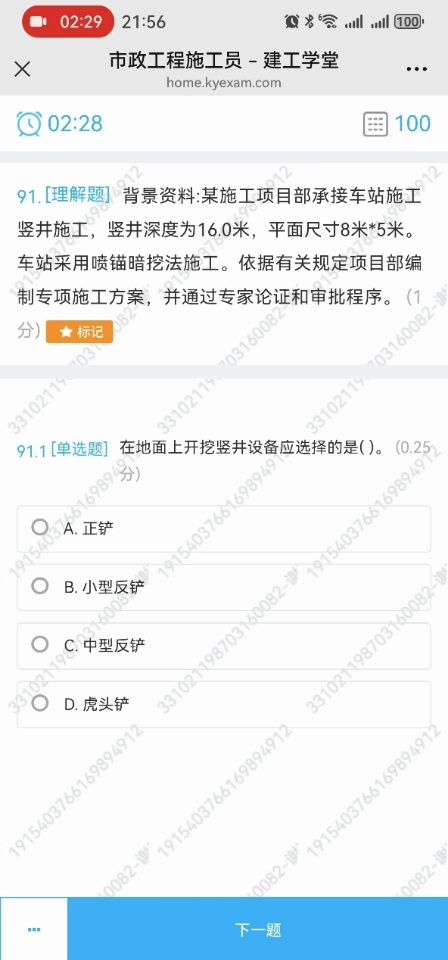 02:29 21:56 100
市政工程施工员 – 建工学堂
home.kyexam.com
02:28 100
91.[理解题] 背景资料:某施工项目部承接车站施工
竖井施工，竖井深度为16.0米，平面尺寸8米*5米。
车站采用喷锚暗挖法施工。依据有关规定项目部编
制专项施工方案，并通过专家论证和审批程序。（1
分）★ 标记
91.1[单选题] 在地面上开挖竖井设备应选择的是( )。（0.25
分）
A. 正铲
B. 小型反铲
C. 中型反铲
D. 虎头铲
下一题